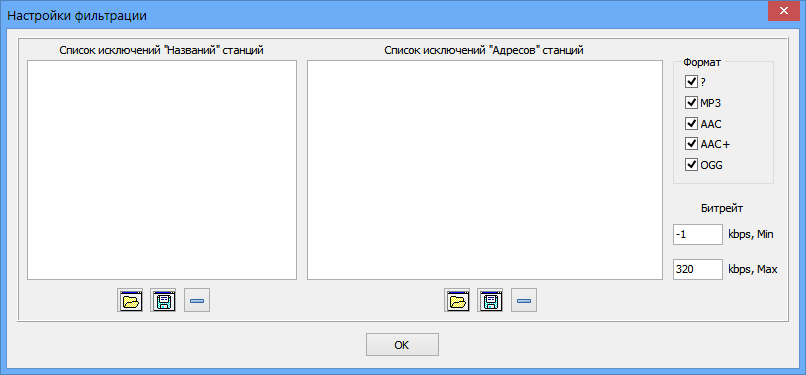 Настройки фильтрации
Список исключений "Названий" станций
Список исключений "Адресов" станций
Формат
?
MP3
AAC
AAC+
OGG
Битрейт
-1 kbps, Min
320 kbps, Max
OK